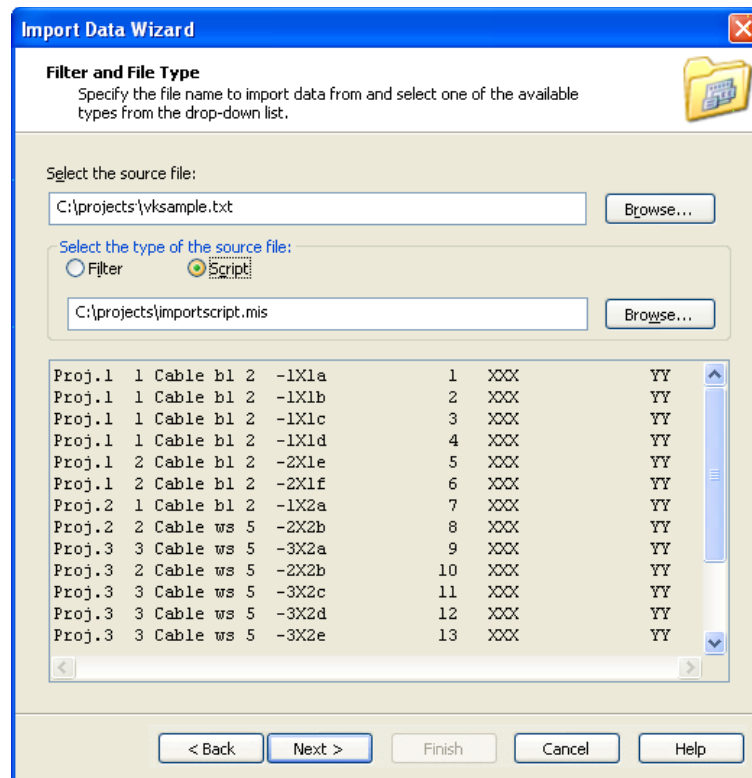 Import Data Wizard
Filter and File Type
Specify the file name to import data from and select one of the available
types from the drop-down list.
Select the source file:
C:\projects'\vksample.txt
Browse...
Select the type of the source file:
Filter
Script
C:\projects\importscript.mis
Browse...
Proj.1 1 Cable bl 2 -1X1a 1 XXX YY
Proj.1 1 Cable bl 2 -1X1b 2 XXX YY
Proj.1 1 Cable bl 2 -1X1c 3 XXX YY
Proj.1 1 Cable bl 2 -1X1d 4 XXX YY
Proj.1 2 Cable bl 2 -2X1e 5 XXX YY
Proj.1 2 Cable bl 2 -2X1f 6 XXX YY
Proj.2 1 Cable bl 2 -1X2a 7 XXX YY
Proj.2 2 Cable ws 5 -2X2b 8 XXX YY
Proj.3 3 Cable ws 5 -3X2a 9 XXX YY
Proj.3 2 Cable ws 5 -2X2b 10 XXX YY
Proj.3 3 Cable ws 5 -3X2c 11 XXX YY
Proj.3 3 Cable ws 5 -3X2d 12 XXX YY
Proj.3 3 Cable ws 5 -3X2e 13 XXX YY
< Back
Next >
Finish
Cancel
Help